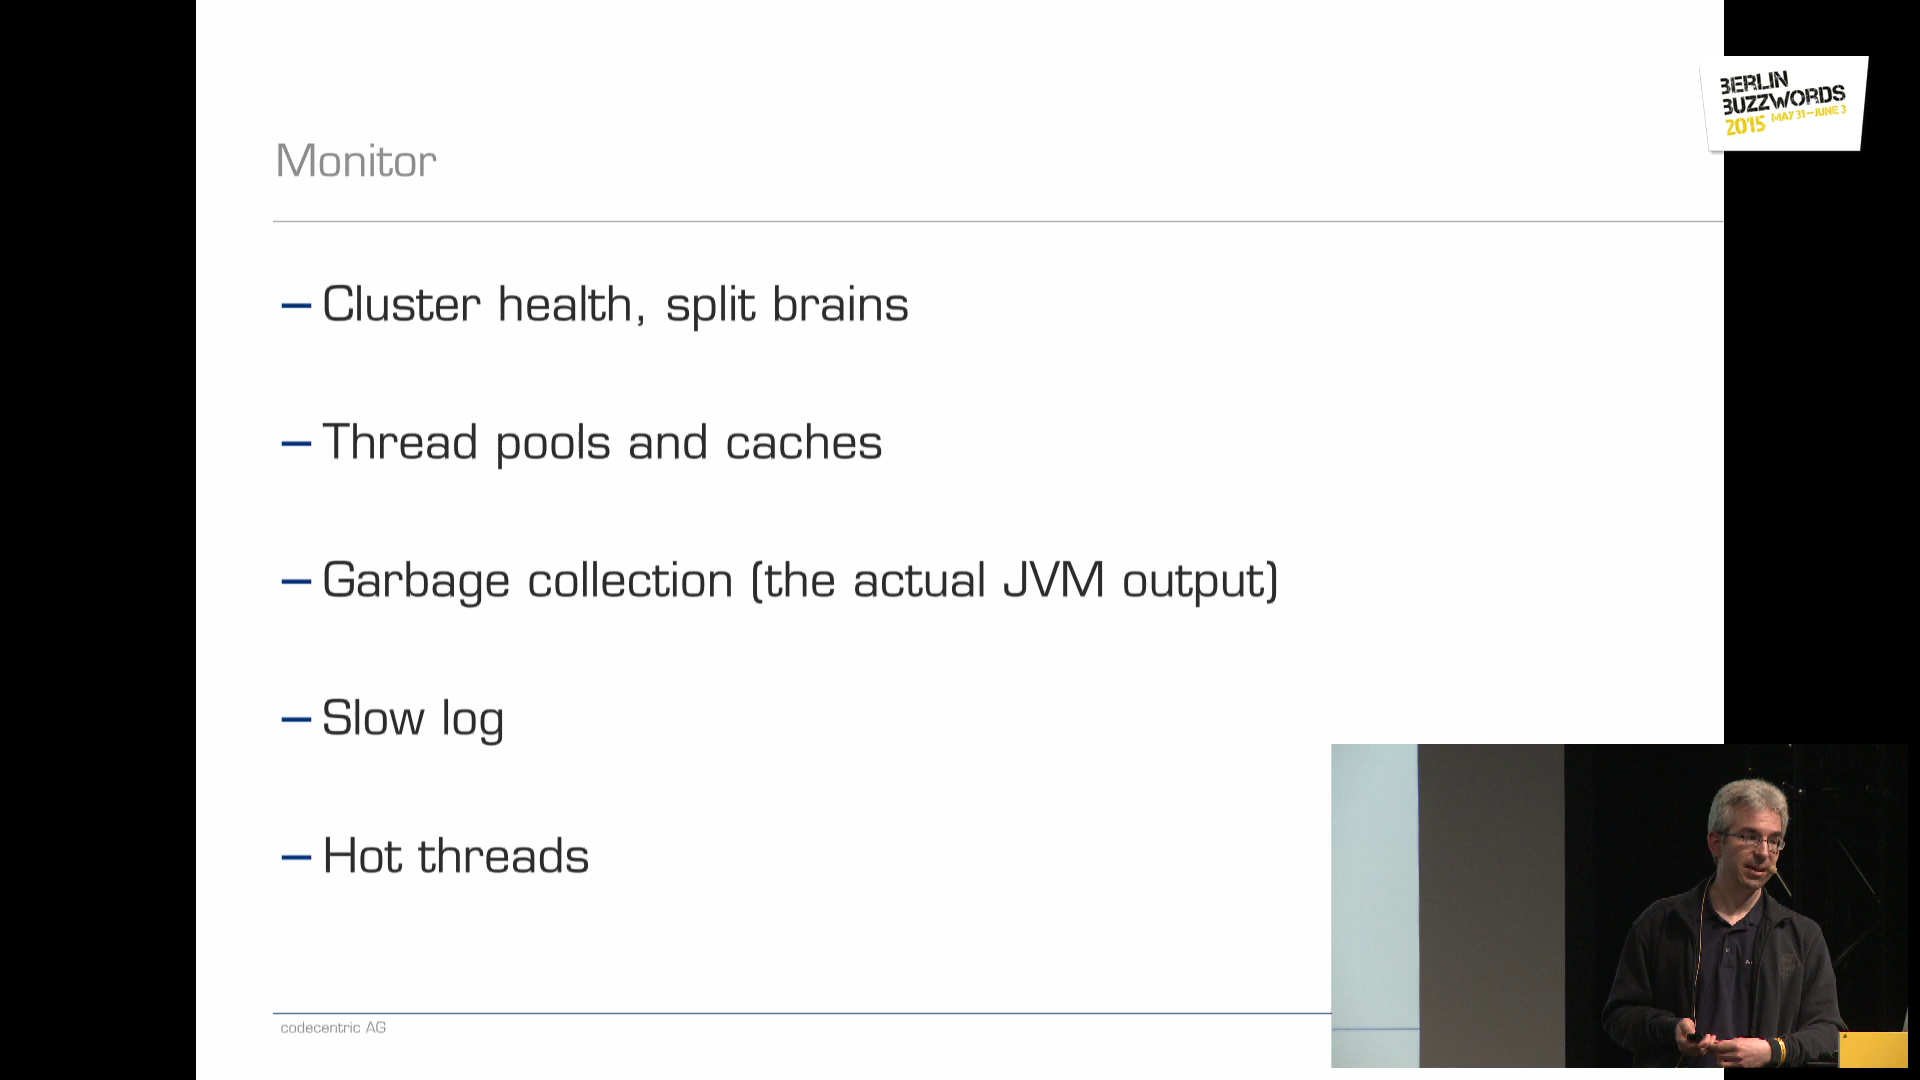 BERLIN
BUZZWORDS
2015 MAY 31–JUNE 3
Monitor
– Cluster health, split brains
– Thread pools and caches
– Garbage collection (the actual JVM output)
– Slow log
– Hot threads
codecentric AG